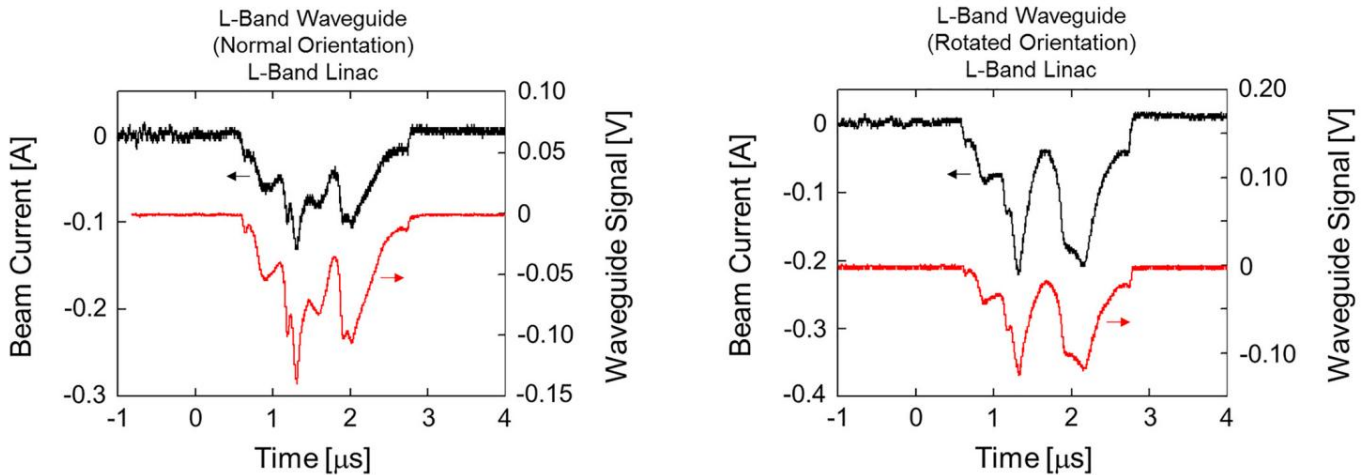 L-Band Waveguide
(Normal Orientation)
L-Band Linac
Beam Current [A]
0
-0.1
-0.2
-0.3
-1 0 1 2 3 4
Time [μs]
0.10
0.05
0
-0.05
-0.10
-0.15
Waveguide Signal [V]
L-Band Waveguide
(Rotated Orientation)
L-Band Linac
Beam Current [A]
0
-0.1
-0.2
-0.3
-0.4
-1 0 1 2 3 4
Time [μs]
0.20
0.10
0
-0.10
Waveguide Signal [V]